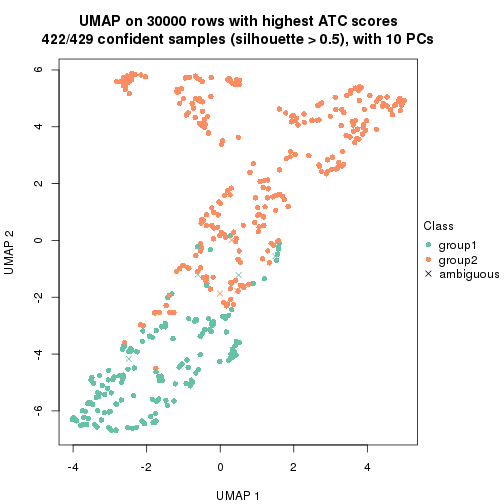 UMAP on 30000 rows with highest ATC scores
422/429 confident samples (silhouette > 0.5), with 10 PCs
6
4
2
0
-2
-4
-6
UMAP 2
-4
-2
0
2
4
UMAP 1
Class
group1
group2
ambiguous